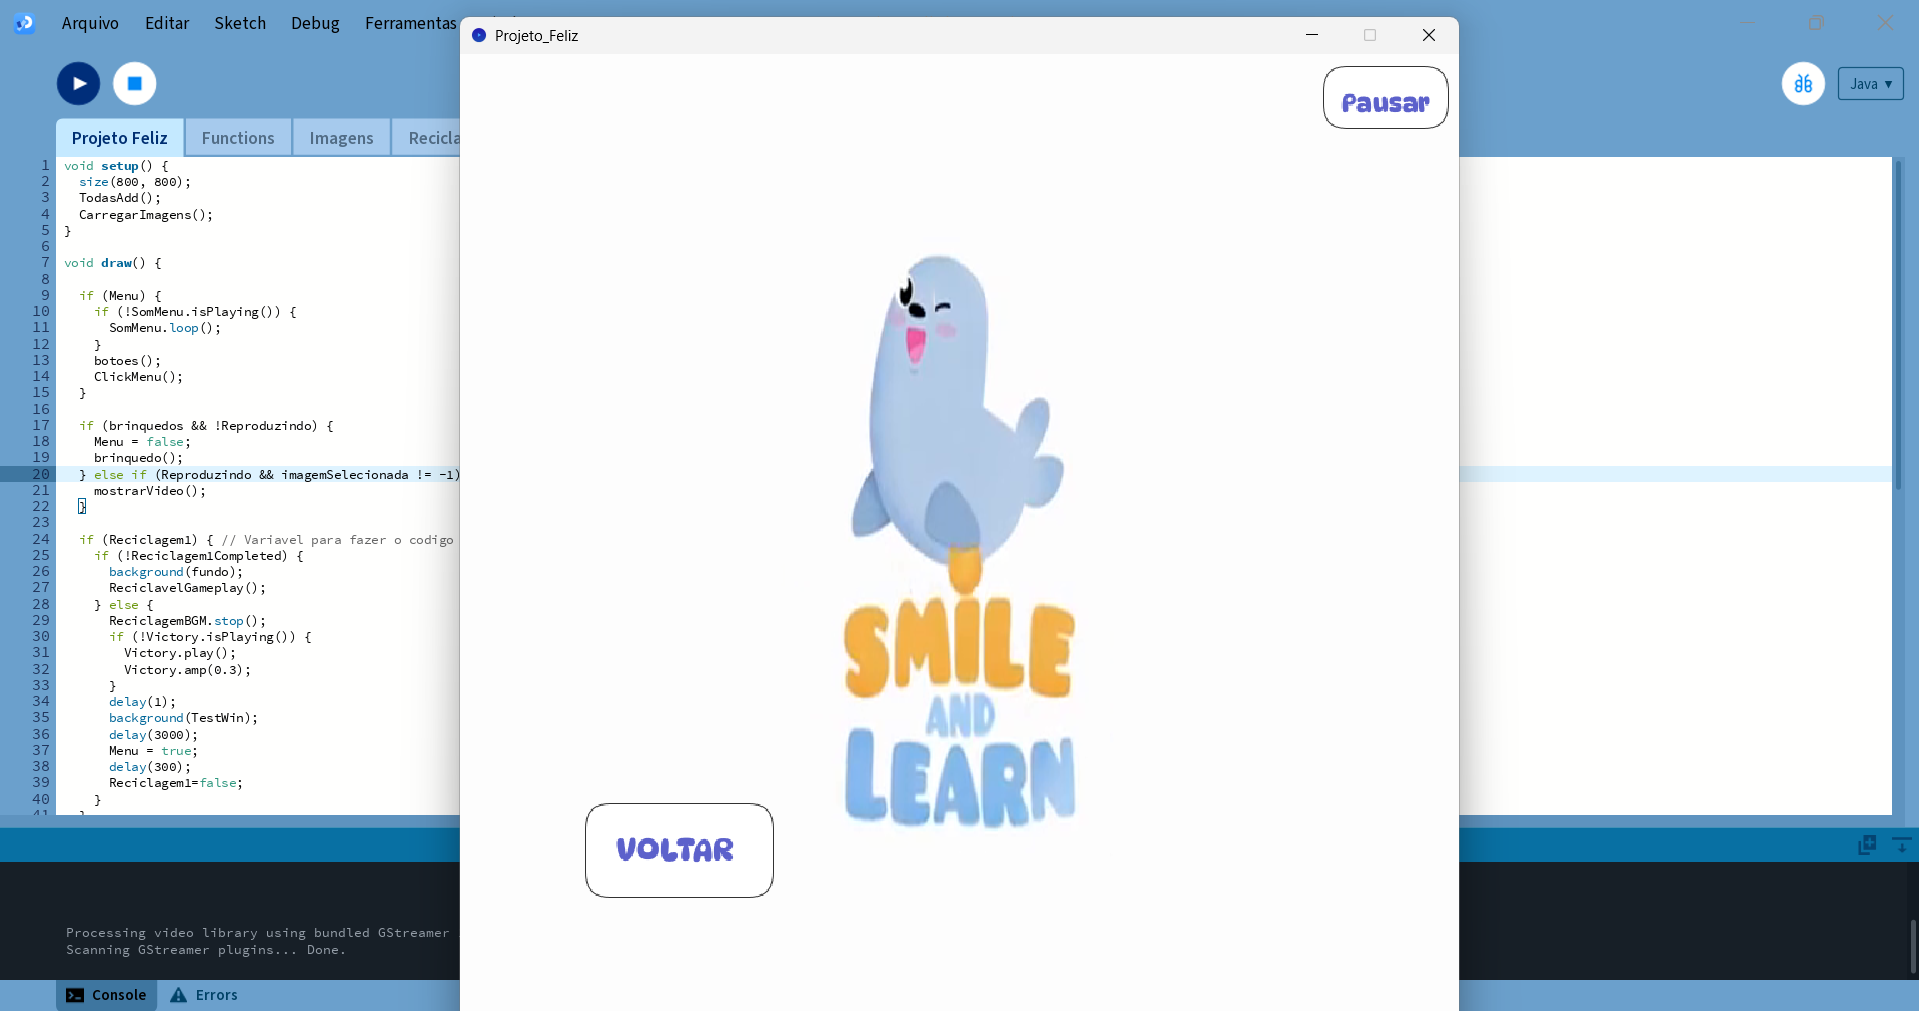 Arquivo Editar Sketch Debug Ferramentas
Java ▾
Projeto Feliz Functions Imagens
1 void setup() {
2 size(800, 800);
3 TodasAdd();
4 CarregarImagens();
5 }
6
7 void draw() {
8
9 if (Menu) {
10 if (!SomMenu.isPlaying()) {
11 SomMenu.loop();
12 }
13 botoes();
14 ClickMenu();
15 }
16
17 if (brinquedos && !Reproduzindo) {
18 Menu = false;
19 brinquedo();
20 } else if (Reproduzindo && imagemSelecionada != -1)
21 mostrarVideo();
22 }
23
24 if (Reciclagem1) { // Variavel para fazer o codigo
25 if (!Reciclagem1Completed) {
26 background(fundo);
27 ReciclavelGameplay();
28 } else {
29 ReciclagemBGM.stop();
30 if (!Victory.isPlaying()) {
31 Victory.play();
32 Victory.amp(0.3);
33 }
34 delay(1);
35 background(TestWin);
36 delay(3000);
37 Menu = true;
38 delay(300);
39 Reciclagem1=false;
40 }
Processing video library using bundled GStreamer
Scanning GStreamer plugins... Done.
Console Errors
Projeto_Feliz
Pausar
SMILE
AND
LEARN
VOLTAR